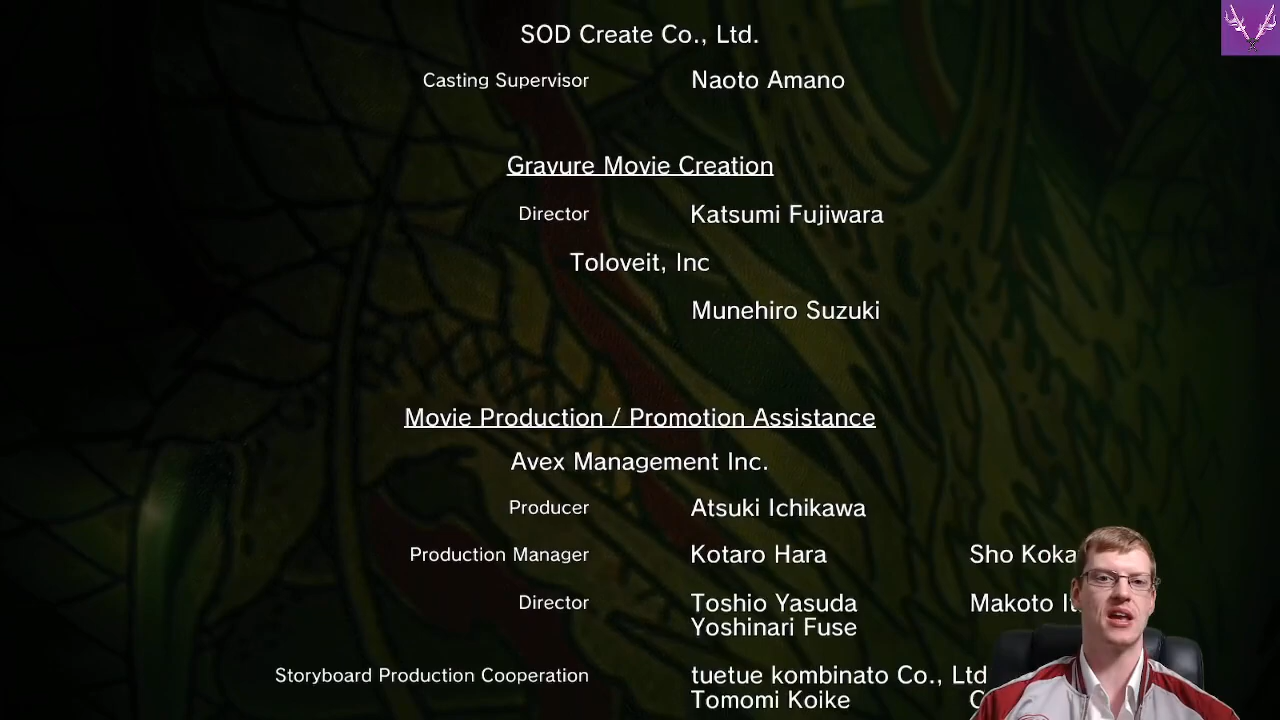 SOD Create Co., Ltd.
Casting Supervisor Naoto Amano
Gravure Movie Creation
Director Katsumi Fujiwara
Toloveit, Inc
Munehiro Suzuki
Movie Production / Promotion Assistance
Avex Management Inc.
Producer Atsuki Ichikawa
Production Manager Kotaro Hara Sho
Director Toshio Yasuda Makoto
Yoshinari Fuse
Storyboard Production Cooperation tuetue kombinato Co., Ltd
Tomomi Koike